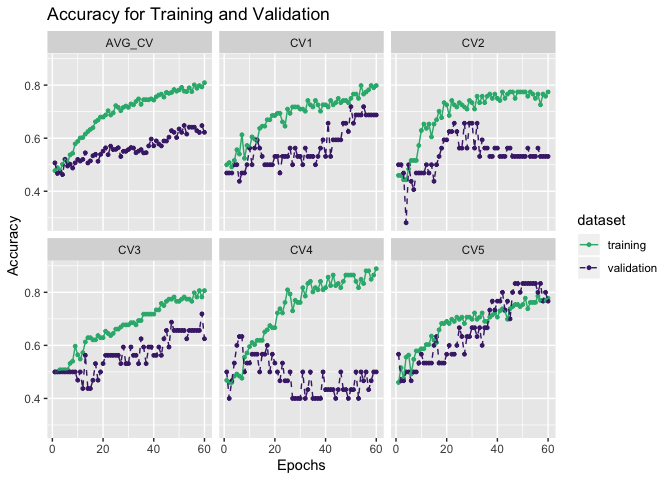 Accuracy for Training and Validation
AVG_CV CV1 CV2
0.8
0.6
0.4
CV3 CV4 CV5
0.8
0.6
0.4
0 20 40 60 0 20 40 60 0 20 40 60
Accuracy
Epochs
dataset
training
validation